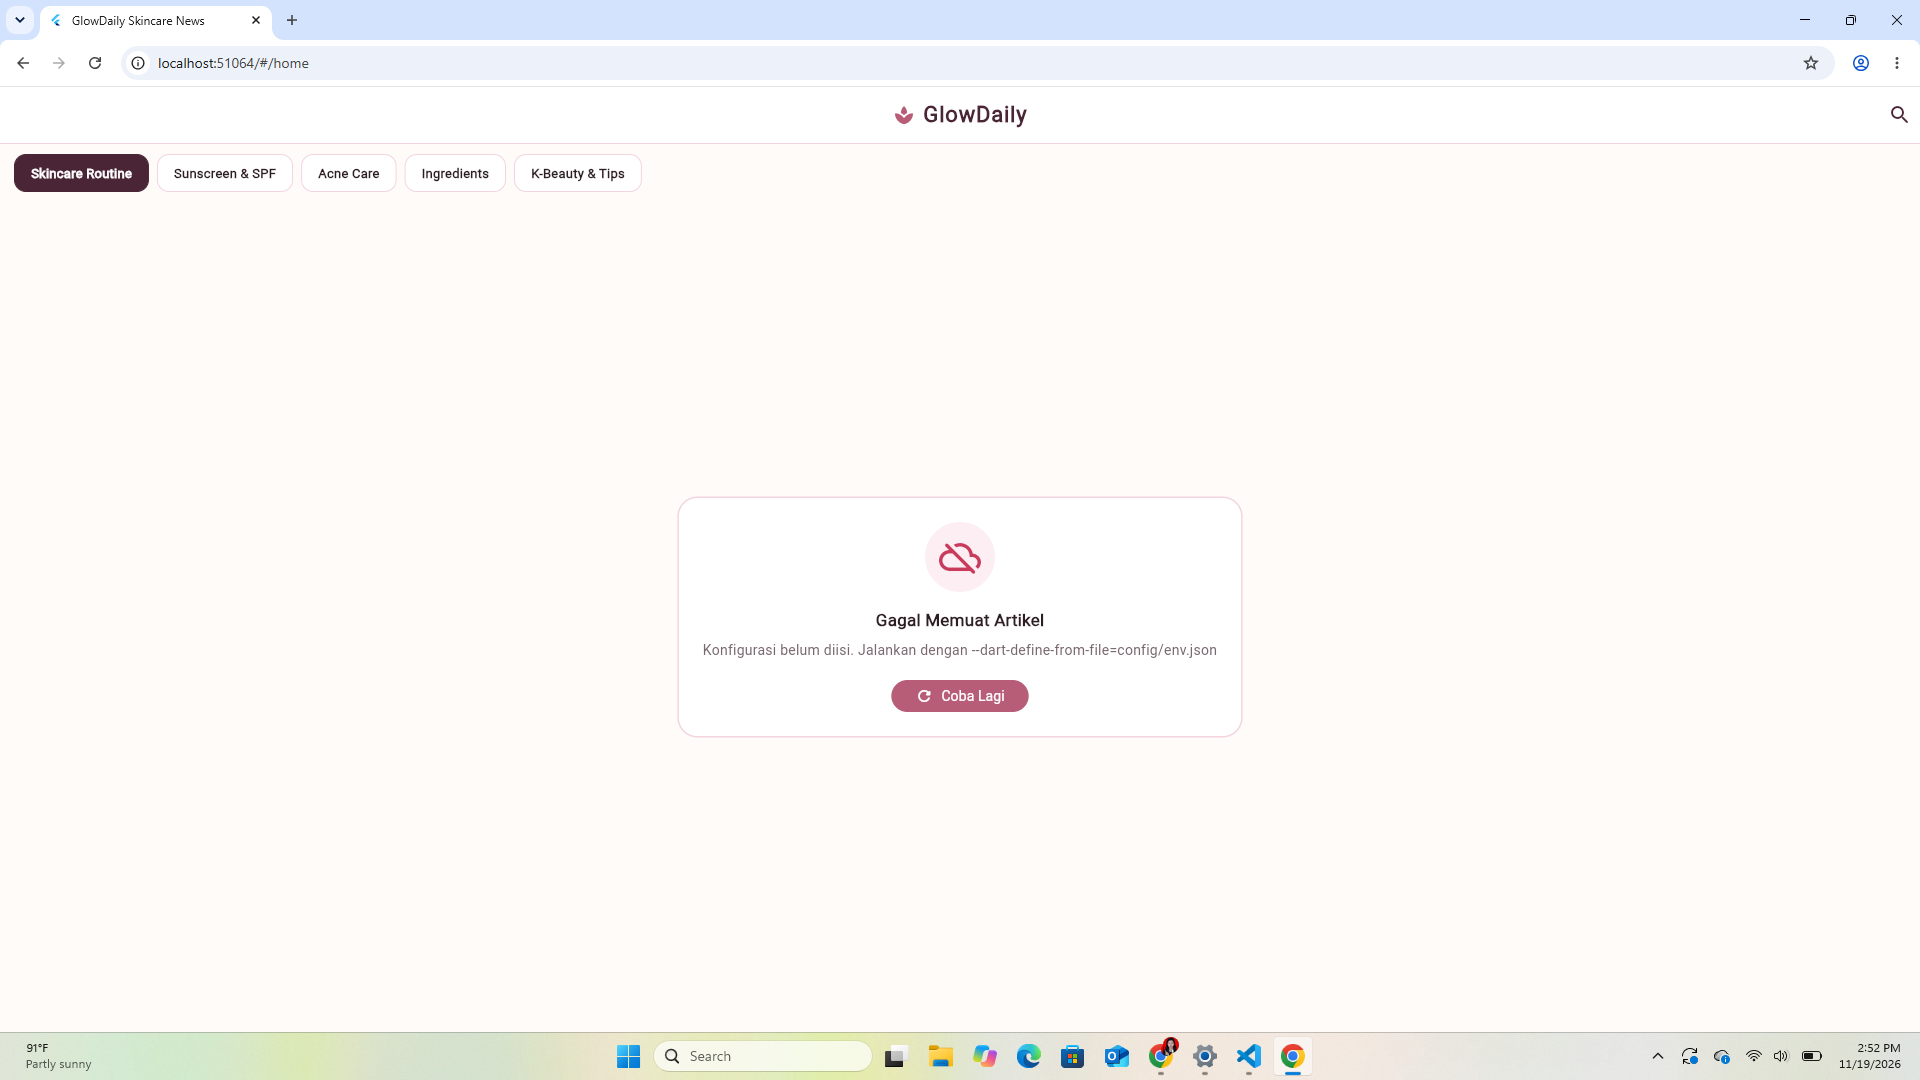 GlowDaily Skincare News
localhost:51064/#/home
GlowDaily
Skincare Routine
Sunscreen & SPF
Acne Care
Ingredients
K-Beauty & Tips
Gagal Memuat Artikel
Konfigurasi belum diisi. Jalankan dengan --dart-define-from-file=config/env.json
Coba Lagi
91°F
Partly sunny
Search
2:52 PM
11/19/2026